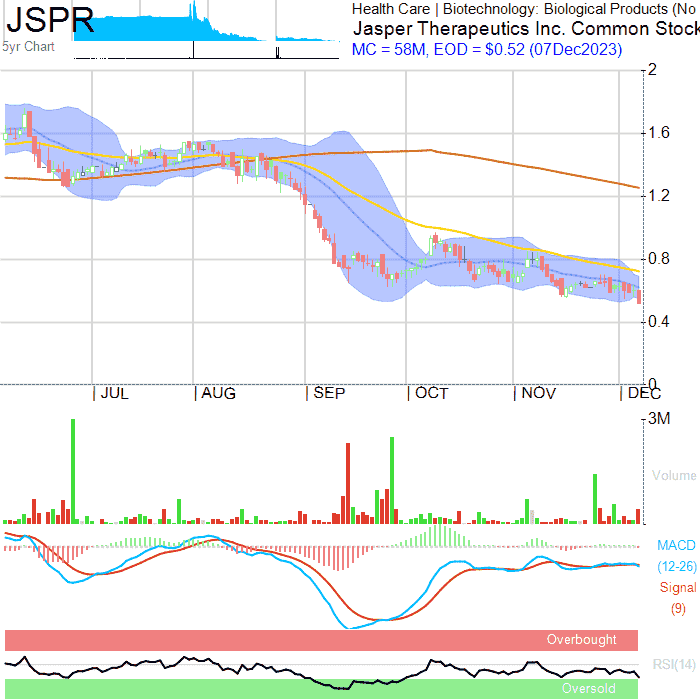 JSPR
5yr Chart
Health Care | Biotechnology: Biological Products (No
Jasper Therapeutics Inc. Common Stock
MC = 58M, EOD = $0.52 (07Dec2023)
2
1.6
1.2
0.8
0.4
0
| JUL | AUG | SEP | OCT | NOV | DEC
3M
Volume
MACD
(12-26)
Signal
(9)
Overbought
RSI(14)
Oversold